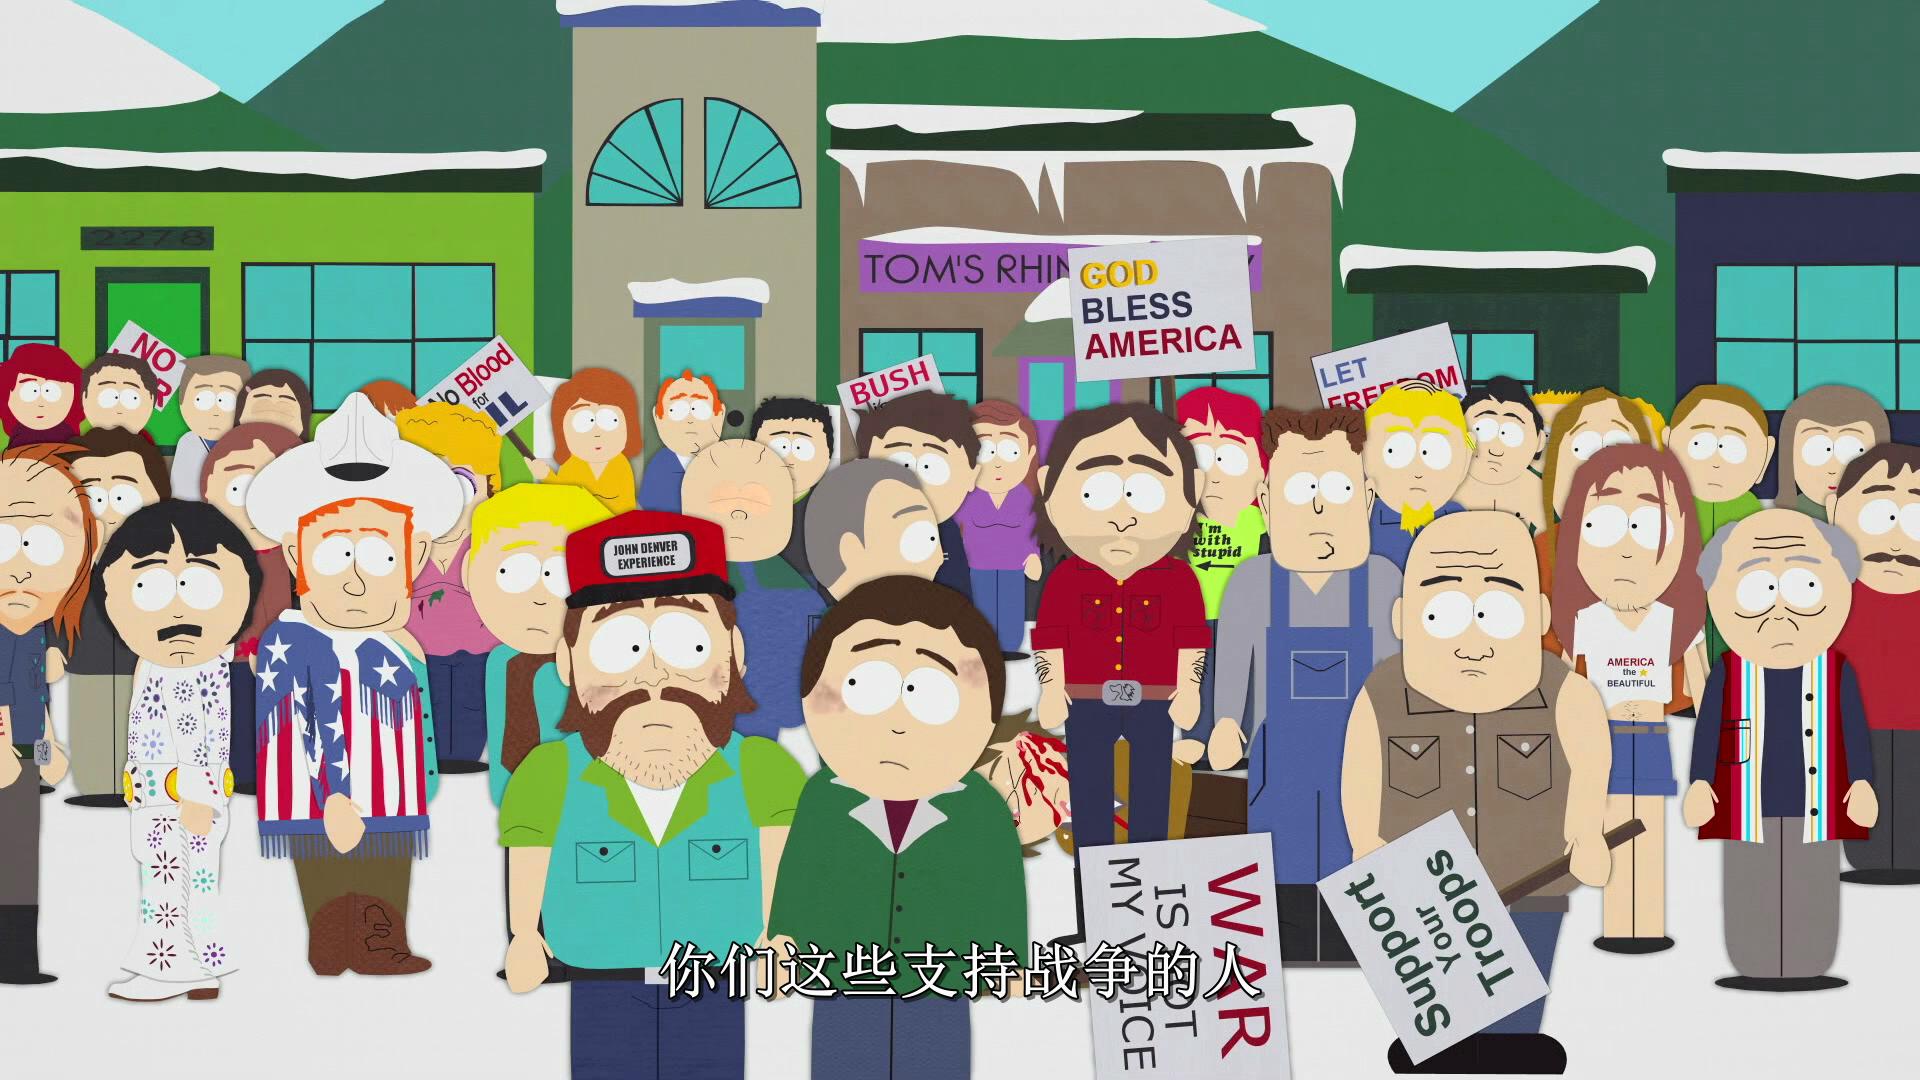 2278
TOM'S RHIN
GOD
BLESS
AMERICA
NO
No Blood
for
BUSH
LET
FREEDOM
JOHN DENVER
EXPERIENCE
I'm
with
stupid
AMERICA
the
BEAUTIFUL
WAR
IS NOT
MY VOICE
Support
Your
Troops
你们这些支持战争的人